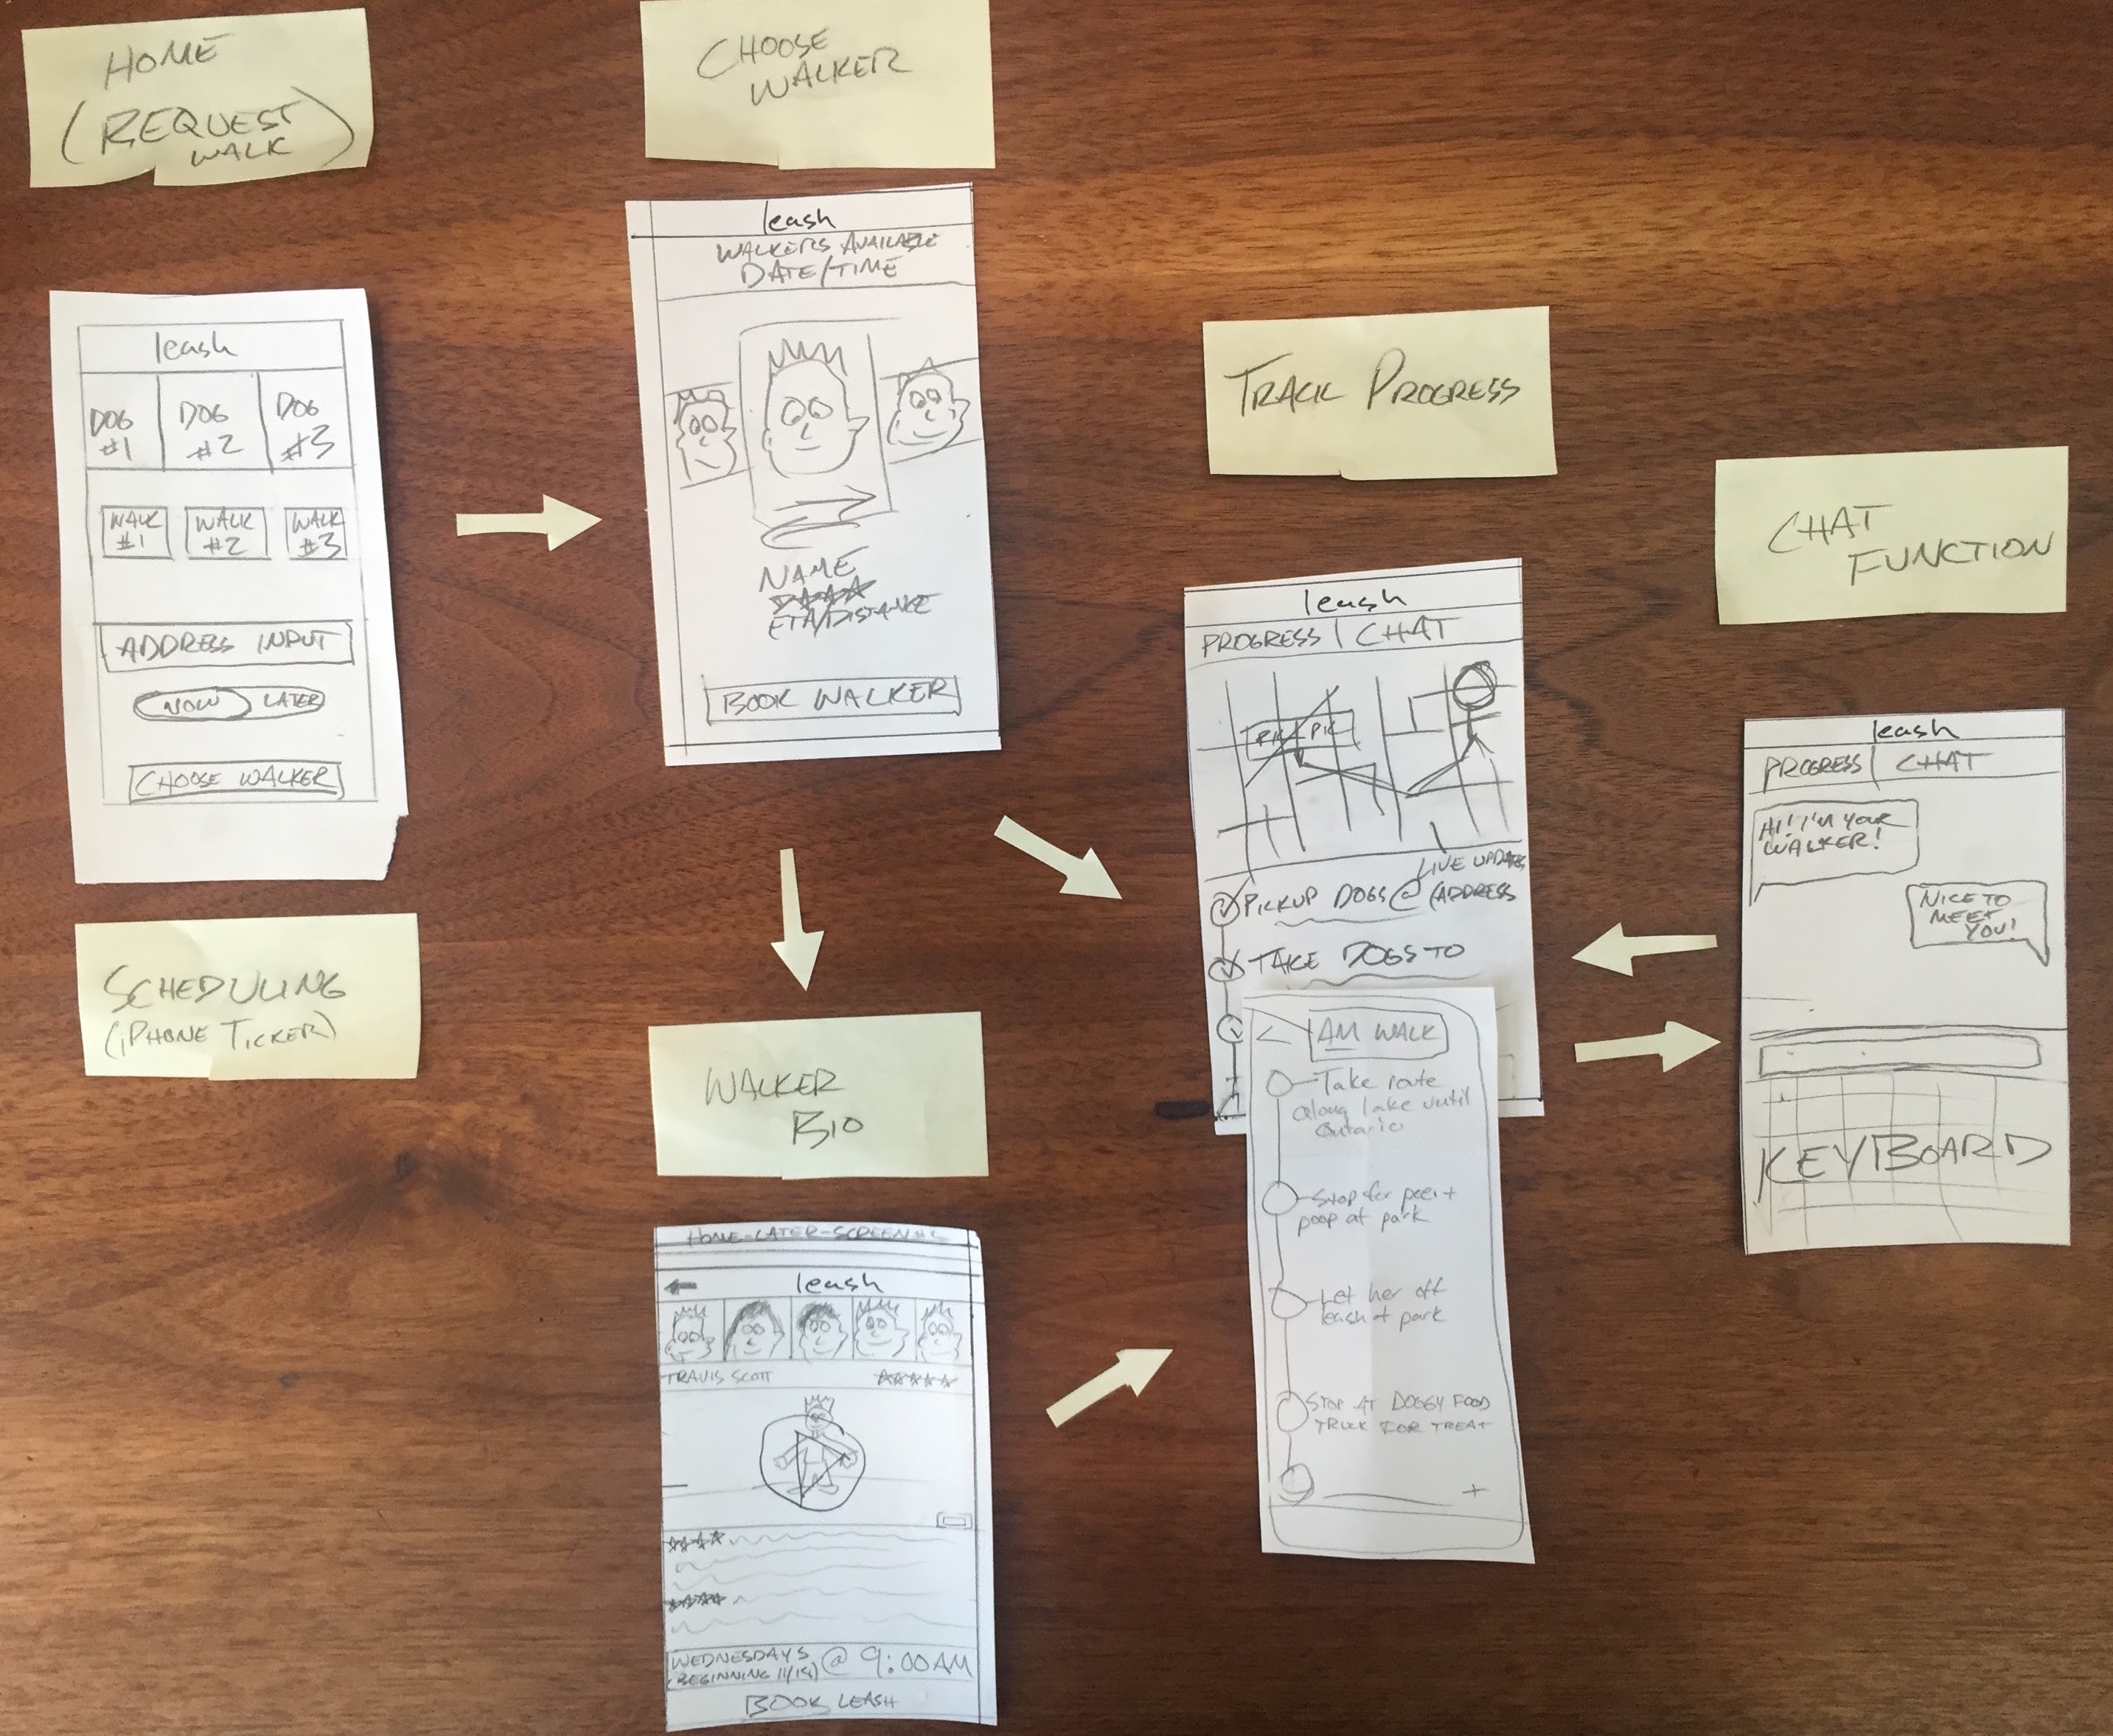 HOME
(REQUEST
WALK)
leash
DOG
#1
DOG
#2
DOG
#3
WALK
#1
WALK
#2
WALK
#3
ADDRESS INPUT
NOW LATER
CHOOSE WALKER
SCHEDULING
(iPHONE TICKER)
CHOOSE
WALKER
leash
WALKERS AVAILABLE
DATE/TIME
NAME
ETA/DISTANCE
BOOK WALKER
WALKER
BIO
HOME-LATER-SCREEN
leash
TRAVIS SCOTT
WEDNESDAYS
(BEGINNING 11/19)
@ 9:00AM
BOOK LEASH
TRACK PROGRESS
leash
PROGRESS | CHAT
PIC
LIVE UPDATES
PICKUP DOGS @ (ADDRESS
TAKE DOGS TO
< AM WALK
Take route
along lake until
Ontario
Stop for pee +
poop at park
Let her off
leash at park
STOP AT DOGGY FOOD
TRUCK FOR TREAT
+
CHAT
FUNCTION
leash
PROGRESS | CHAT
HI! I'M YOUR
WALKER!
NICE TO
MEET
YOU!
KEYBOARD